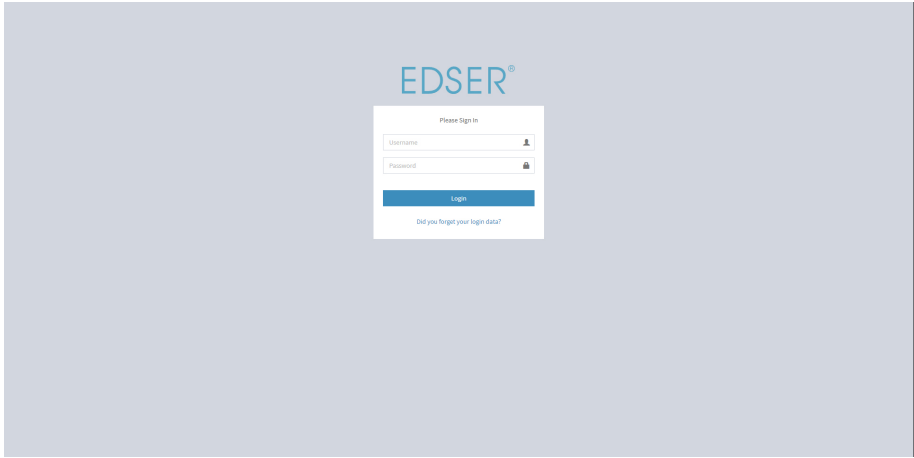 EDSER®
Please Sign In
Username
Password
Login
Did you forget your login data?